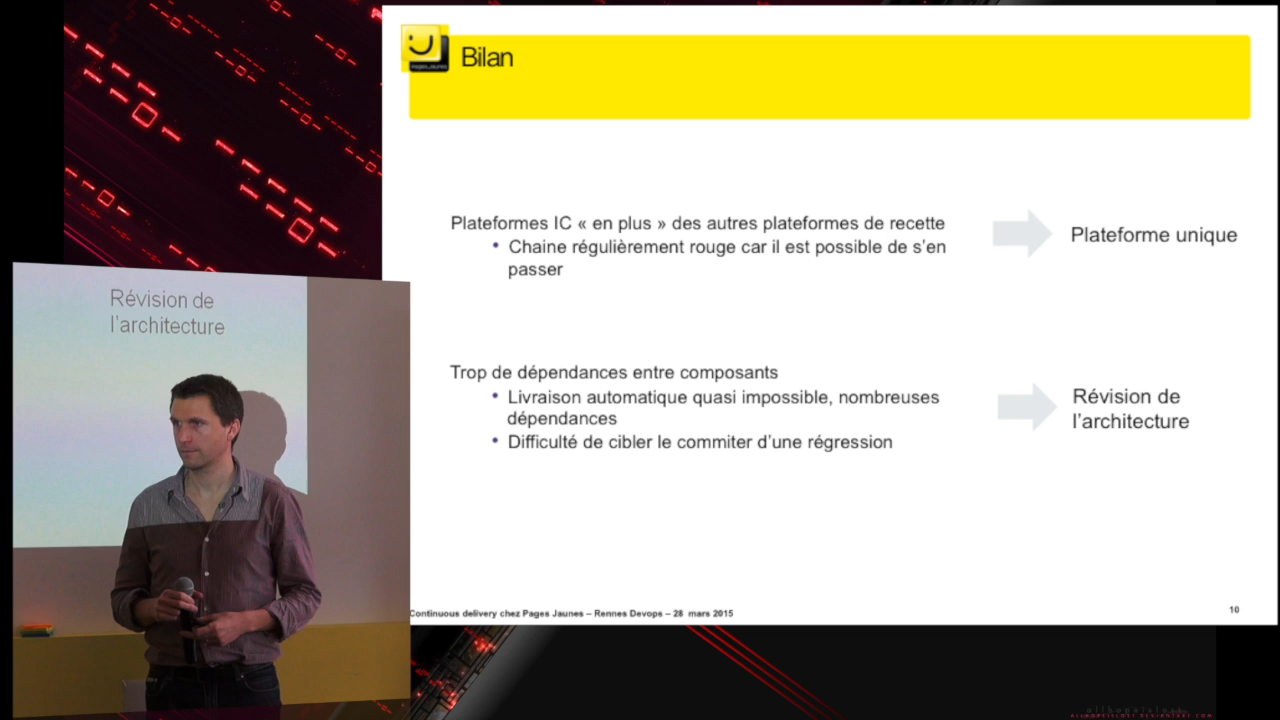 Bilan
PagesJaunes
Plateformes IC « en plus » des autres plateformes de recette
• Chaine régulièrement rouge car il est possible de s’en
passer
Plateforme unique
Trop de dépendances entre composants
• Livraison automatique quasi impossible, nombreuses
dépendances
• Difficulté de cibler le commiter d’une régression
Révision de
l’architecture
Continuous delivery chez Pages Jaunes – Rennes Devops – 28 mars 2015
10
Révision de
l’architecture